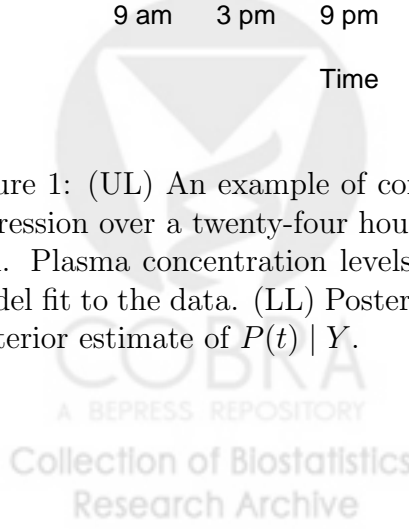 9 am 3 pm 9 pm
Time
ure 1: (UL) An example of con
ression over a twenty-four hou
. Plasma concentration levels
del fit to the data. (LL) Poster
terior estimate of P(t) | Y.
COBRA
A BEPRESS REPOSITORY
Collection of Biostatistics
Research Archive